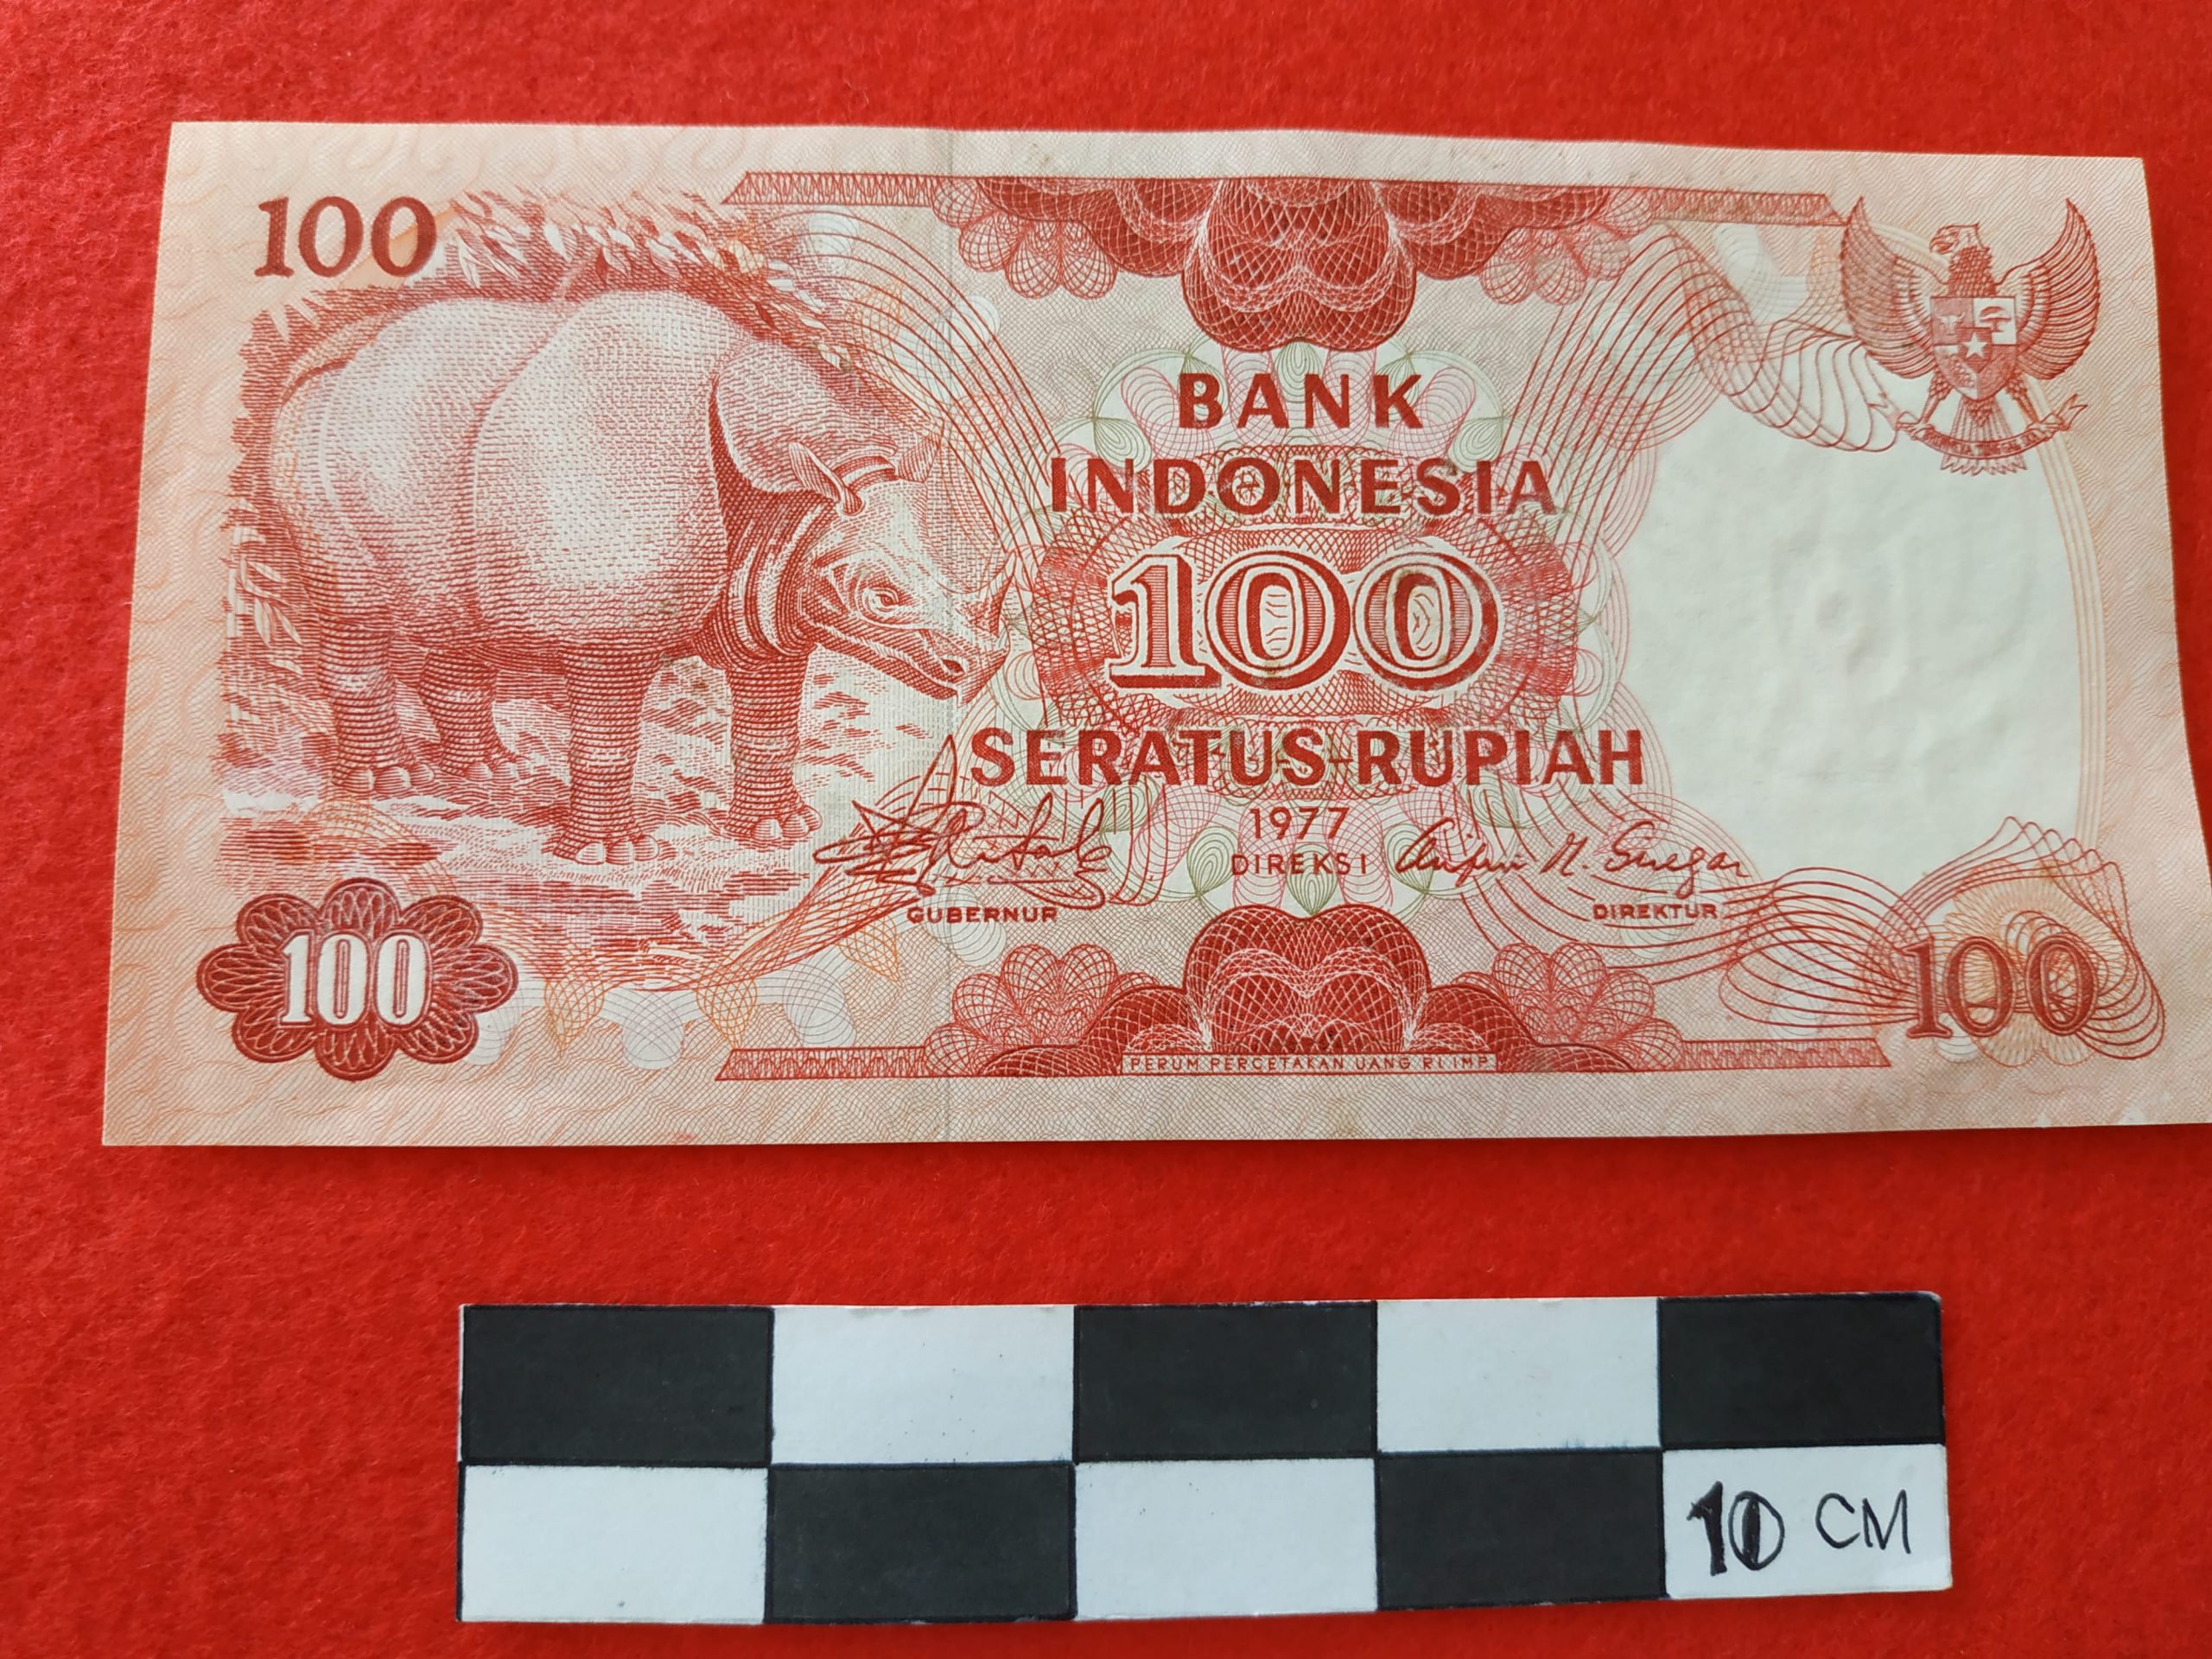 100
BANK
INDONESIA
100
SERATUS RUPIAH
1977
DIREKSI
GUBERNUR
DIREKTUR
100
100
PERUM PERCETAKAN UANG RI IMP.
10 CM